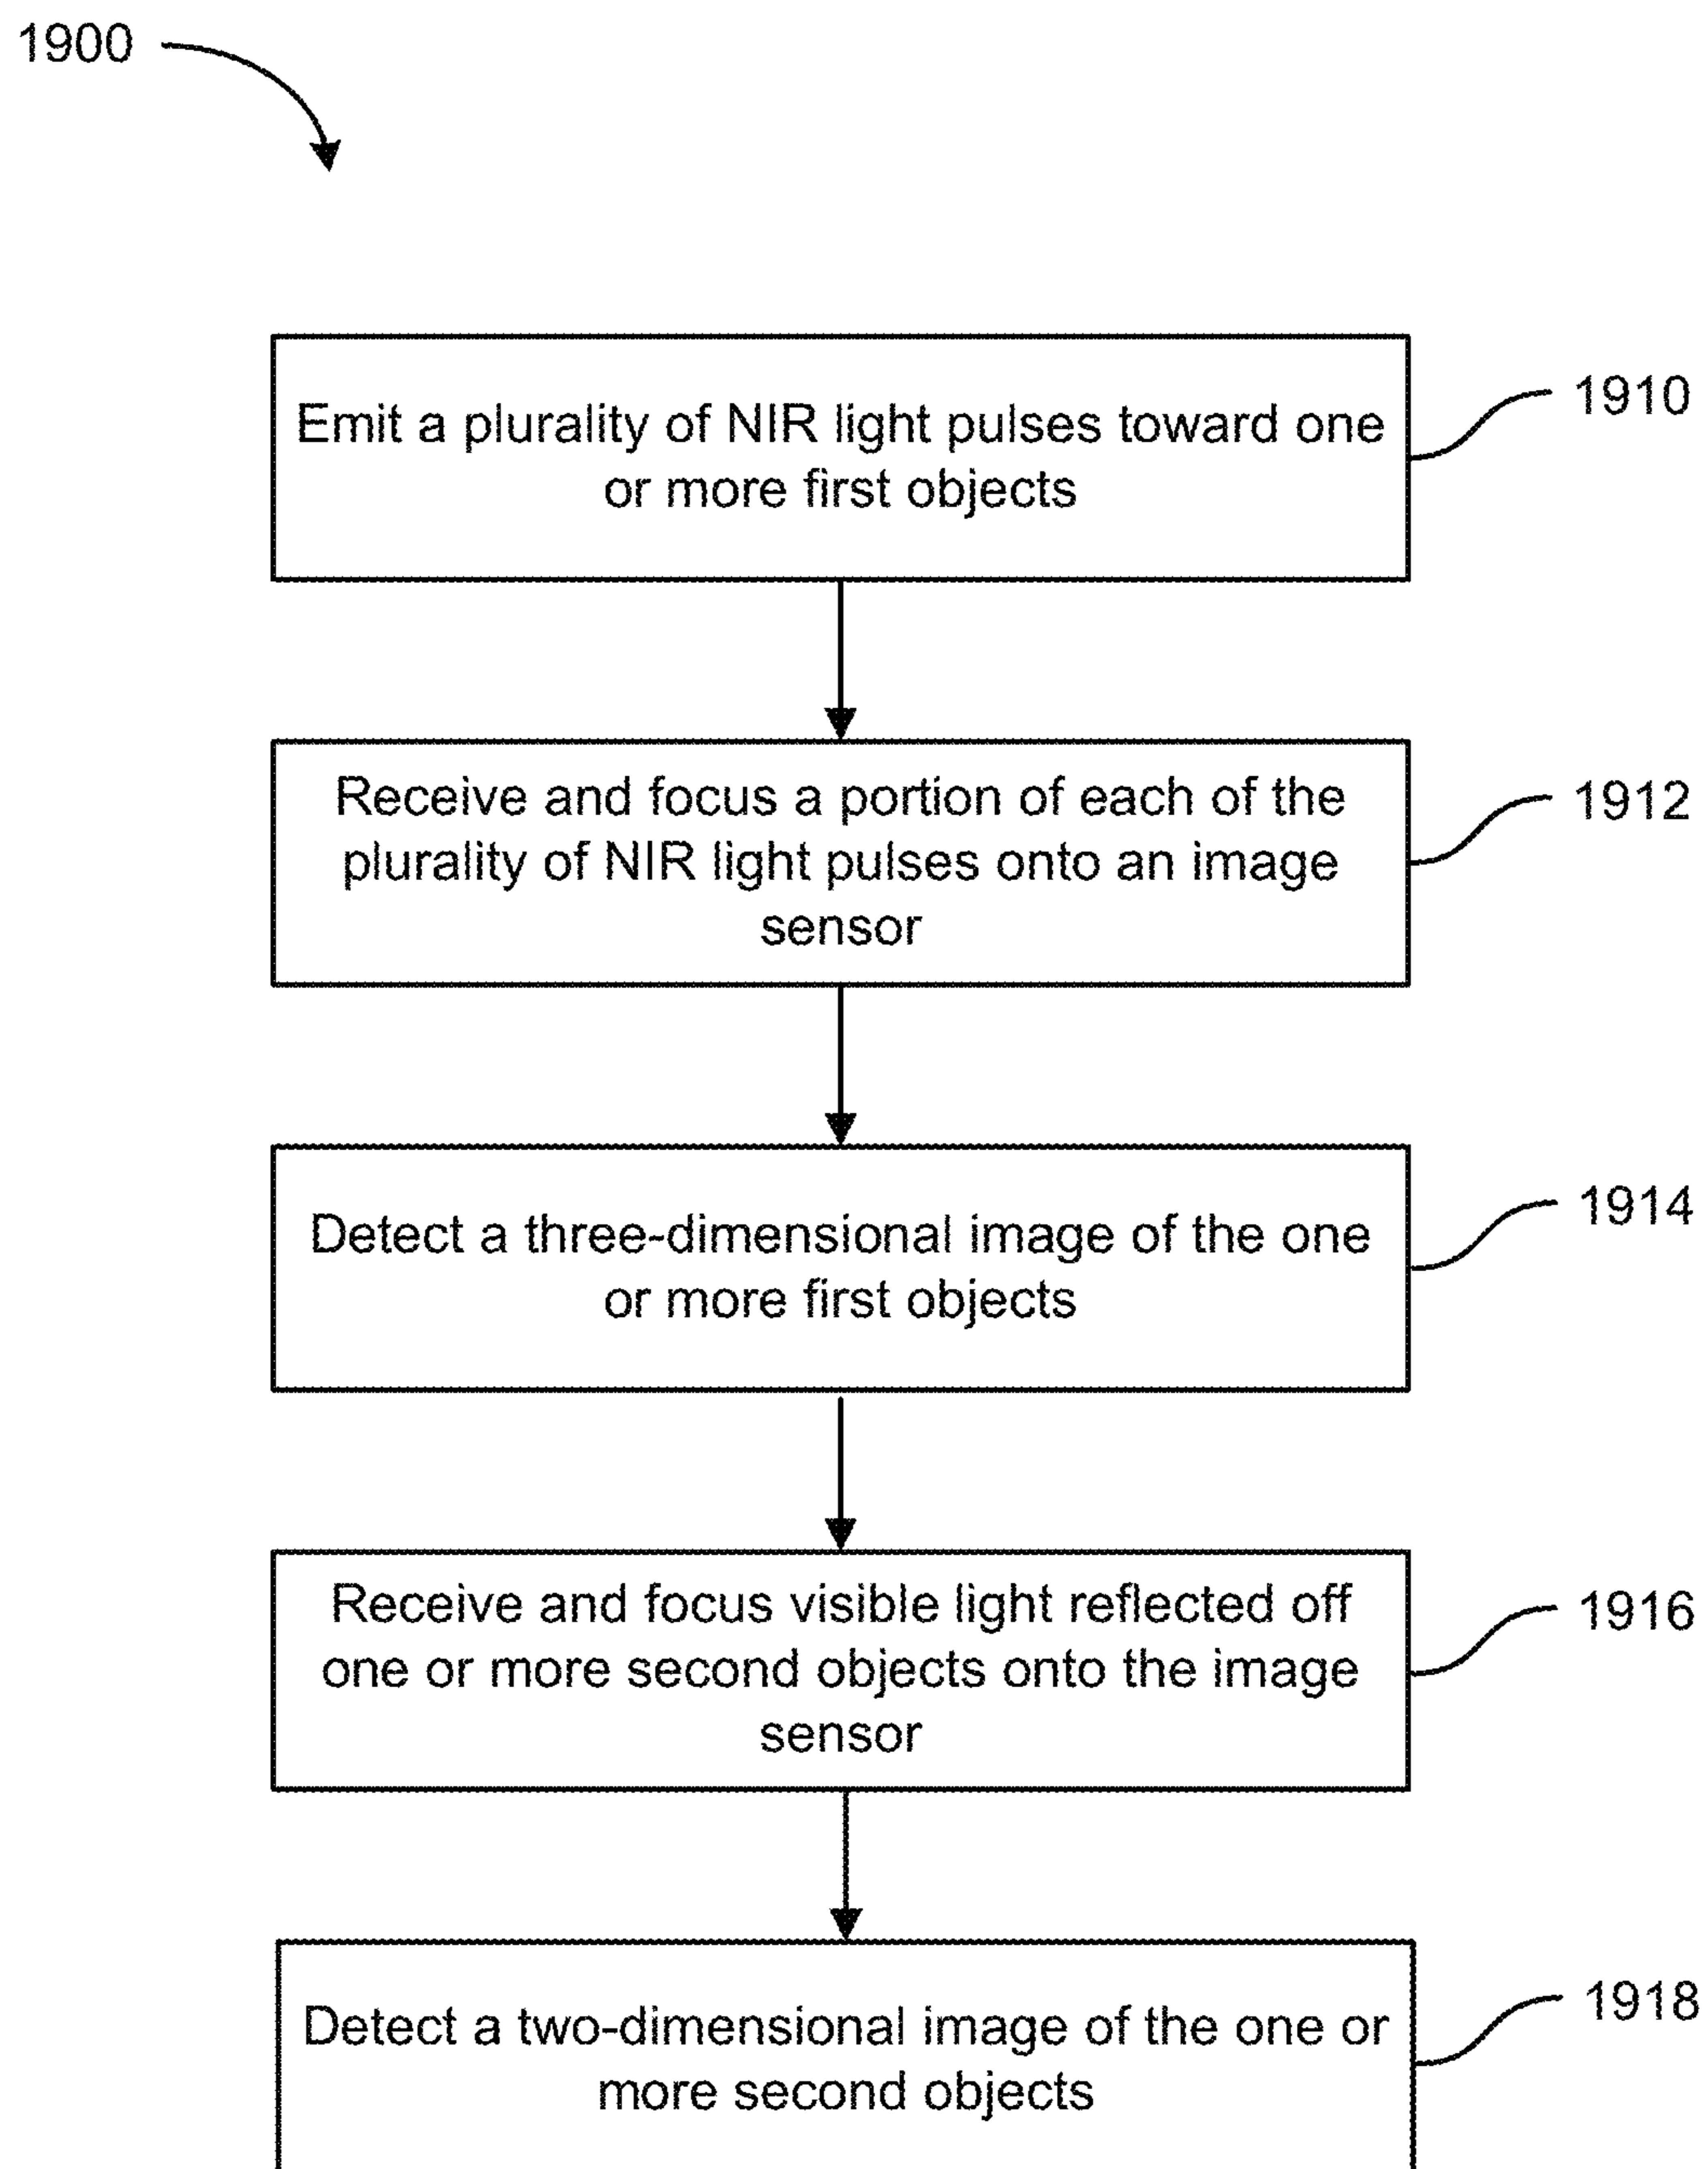 1900
Emit a plurality of NIR light pulses toward one
or more first objects
1910
Receive and focus a portion of each of the
plurality of NIR light pulses onto an image
sensor
1912
Detect a three-dimensional image of the one
or more first objects
1914
Receive and focus visible light reflected off
one or more second objects onto the image
sensor
1916
Detect a two-dimensional image of the one or
more second objects
1918